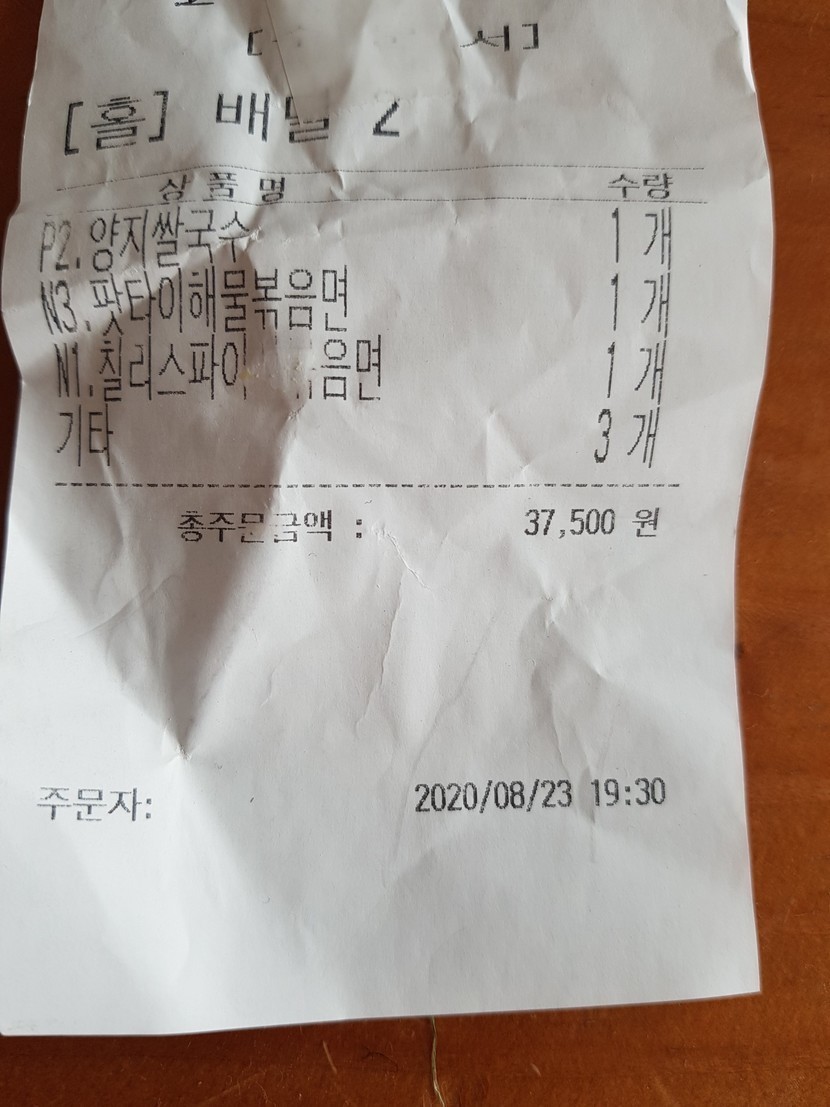 [홀] 배달 2
상 품 명 수량
P2.양지쌀국수 1 개
N3.팟타이해물볶음면 1 개
N1.칠리스파이 음면 1 개
기타 3 개
총주문금액 : 37,500 원
주문자: 2020/08/23 19:30